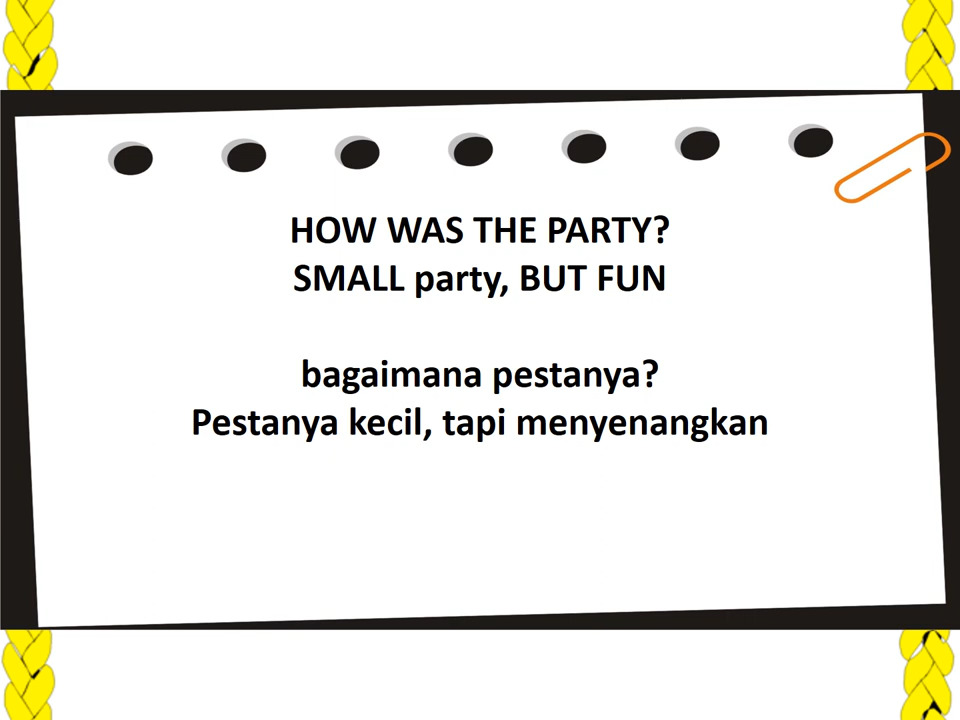 HOW WAS THE PARTY?
SMALL party, BUT FUN
bagaimana pestanya?
Pestanya kecil, tapi menyenangkan